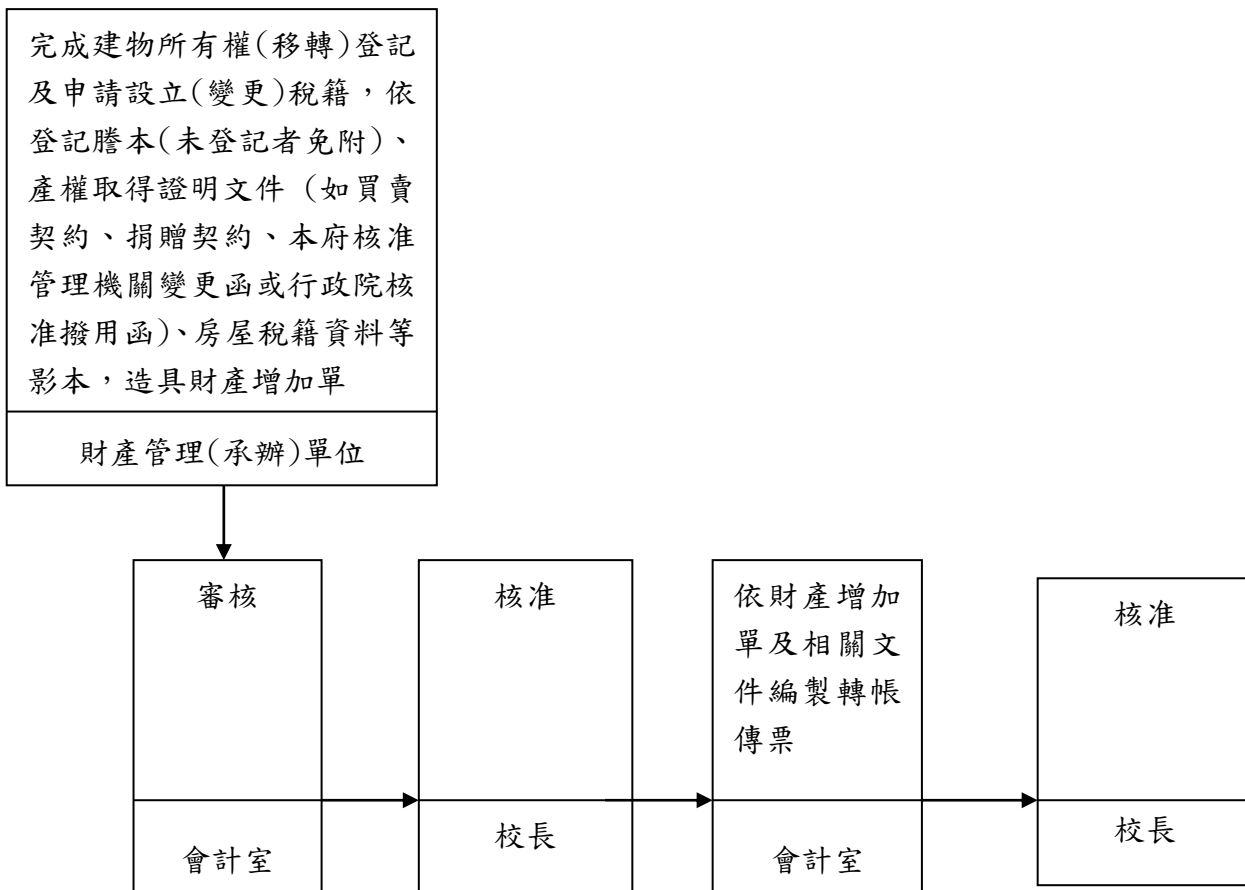 完成建物所有權(移轉)登記
及申請設立(變更)稅籍，依
登記謄本(未登記者免附)、
產權取得證明文件（如買賣
契約、捐贈契約、本府核准
管理機關變更函或行政院核
准撥用函)、房屋稅籍資料等
影本，造具財產增加單
財產管理(承辦)單位
審核
會計室
核准
校長
依財產增加
單及相關文
件編製轉帳
傳票
會計室
核准
校長